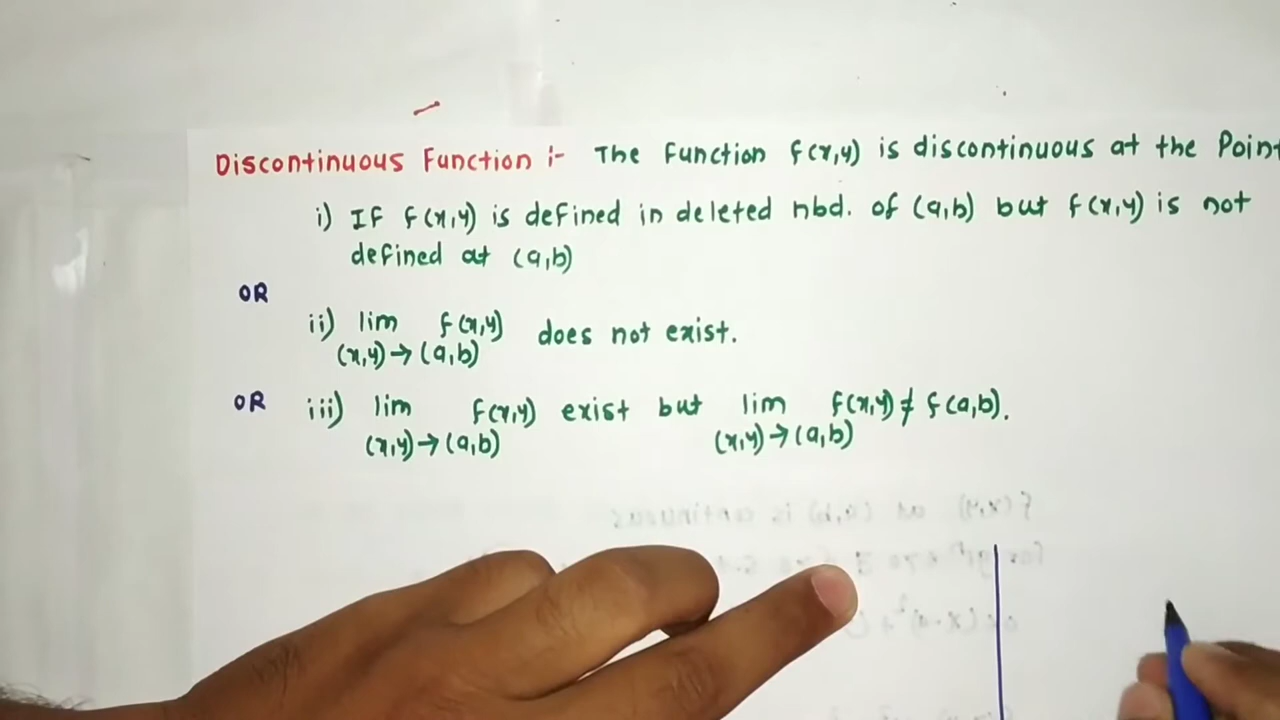 Discontinuous Function :- The Function f(x,y) is discontinuous at the Point
i) IF f(x,y) is defined in deleted nbd. of (a,b) but f(x,y) is not
defined at (a,b)
OR
ii) lim f(x,y) does not exist.
(x,y)→(a,b)
OR iii) lim f(x,y) exist but lim f(x,y) ≠ f(a,b).
(x,y)→(a,b) (x,y)→(a,b)